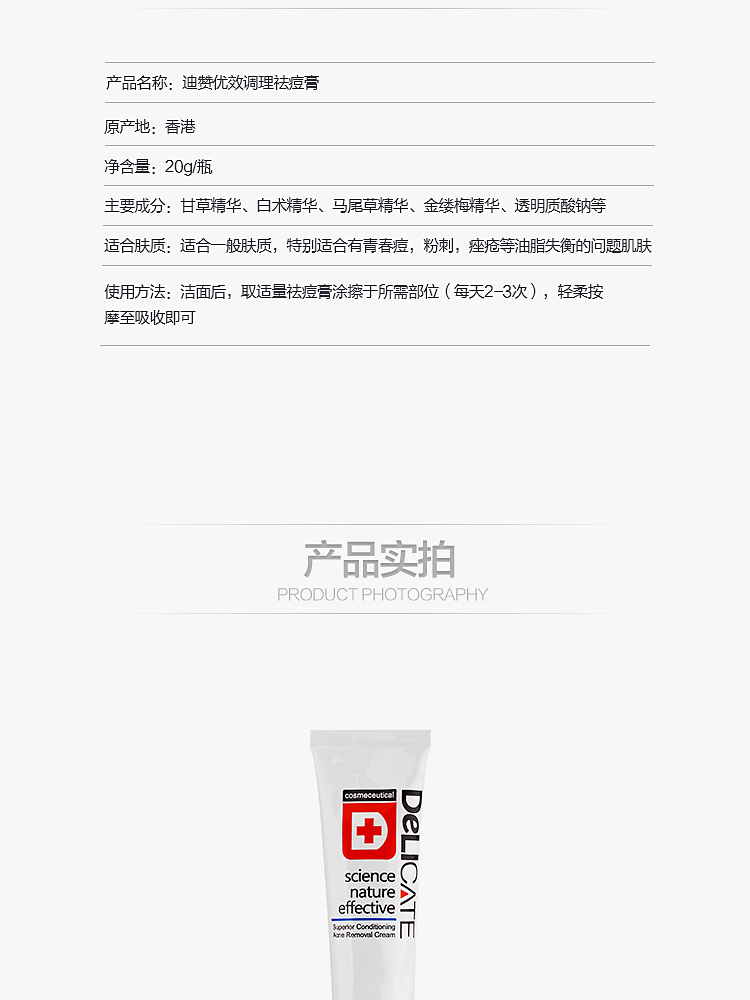 产品名称：迪赞优效调理祛痘膏
原产地：香港
净含量：20g/瓶
主要成分：甘草精华、白术精华、马尾草精华、金缕梅精华、透明质酸钠等
适合肤质：适合一般肤质，特别适合有青春痘，粉刺，痤疮等油脂失衡的问题肌肤
使用方法：洁面后，取适量祛痘膏涂擦于所需部位（每天2-3次），轻柔按
摩至吸收即可
产品实拍
PRODUCT PHOTOGRAPHY
cosmeceutical
D
DeLICATE
science
nature
effective
Superior Conditioning
Acne Removal Cream